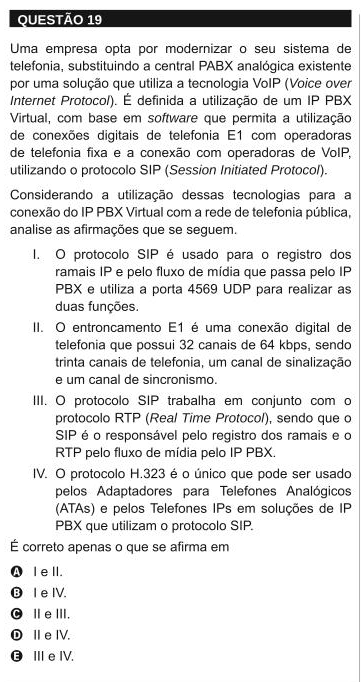 QUESTÃO 19
Uma empresa opta por modernizar o seu sistema de
telefonia, substituindo a central PABX analógica existente
por uma solução que utiliza a tecnologia VoIP (Voice over
Internet Protocol). É definida a utilização de um IP PBX
Virtual, com base em software que permita a utilização
de conexões digitais de telefonia E1 com operadoras
de telefonia fixa e a conexão com operadoras de VoIP,
utilizando o protocolo SIP (Session Initiated Protocol).
Considerando a utilização dessas tecnologias para a
conexão do IP PBX Virtual com a rede de telefonia pública,
analise as afirmações que se seguem.
I. O protocolo SIP é usado para o registro dos
ramais IP e pelo fluxo de mídia que passa pelo IP
PBX e utiliza a porta 4569 UDP para realizar as
duas funções.
II. O entroncamento E1 é uma conexão digital de
telefonia que possui 32 canais de 64 kbps, sendo
trinta canais de telefonia, um canal de sinalização
e um canal de sincronismo.
III. O protocolo SIP trabalha em conjunto com o
protocolo RTP (Real Time Protocol), sendo que o
SIP é o responsável pelo registro dos ramais e o
RTP pelo fluxo de mídia pelo IP PBX.
IV. O protocolo H.323 é o único que pode ser usado
pelos Adaptadores para Telefones Analógicos
(ATAs) e pelos Telefones IPs em soluções de IP
PBX que utilizam o protocolo SIP.
É correto apenas o que se afirma em
A I e II.
B I e IV.
C II e III.
D II e IV.
E III e IV.